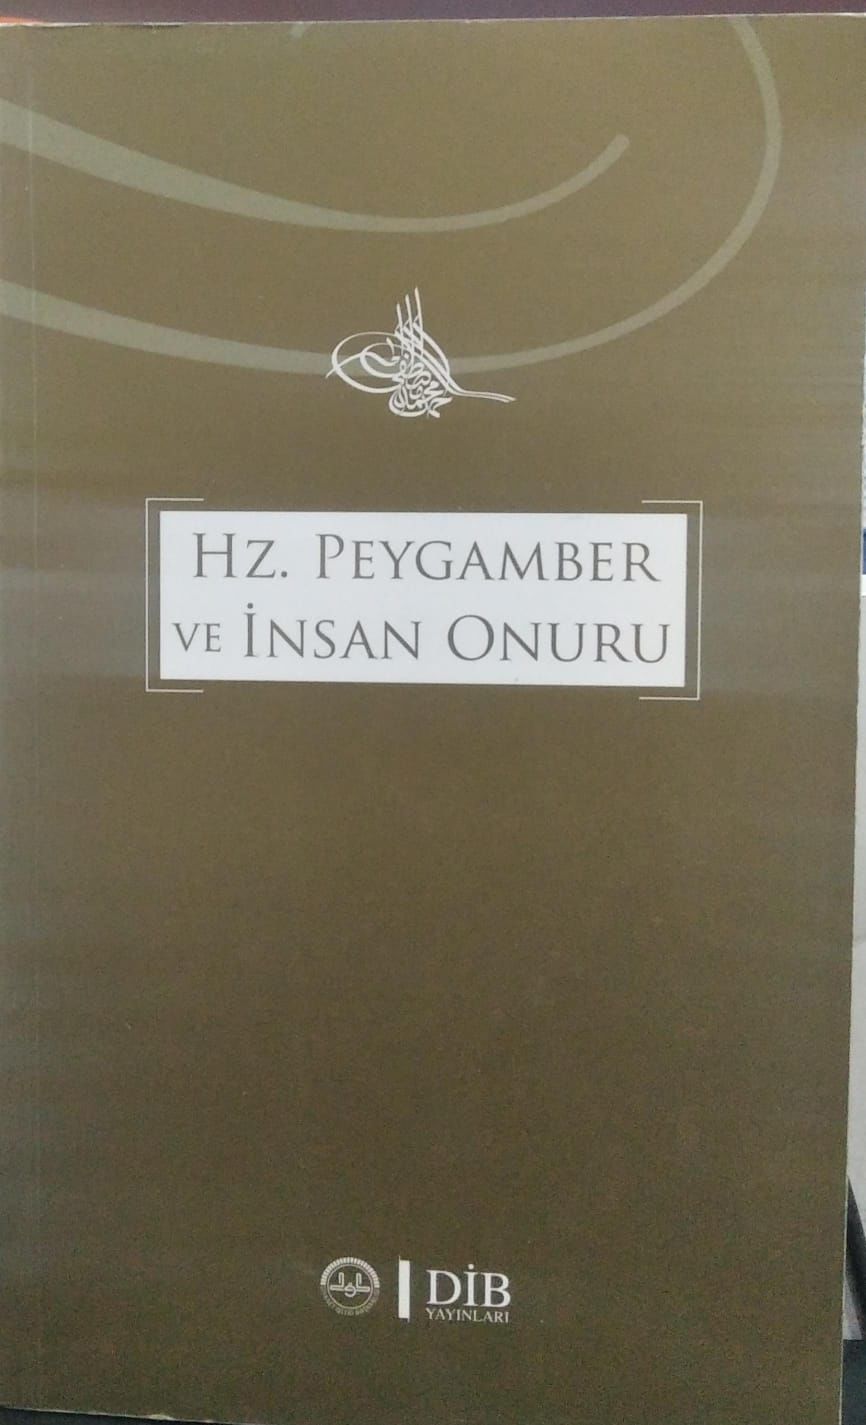 Hz. Peygamber
ve İnsan Onuru
DİB
YAYINLARI